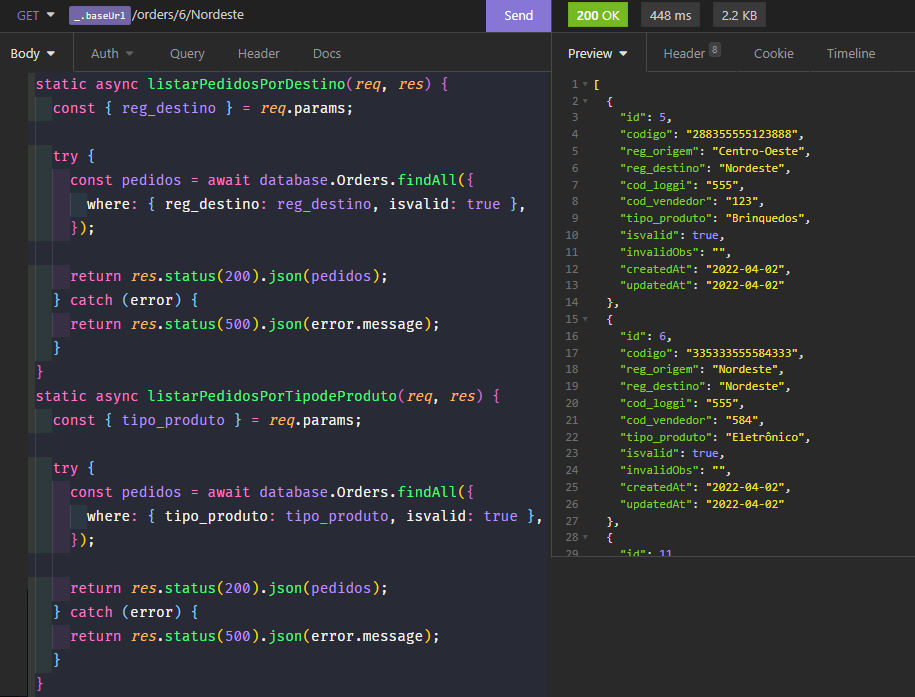 GET _.baseUrl /orders/6/Nordeste Send 200 OK 448 ms 2.2 KB
Body Auth Query Header Docs
static async listarPedidosPorDestino(req, res) {
const { reg_destino } = req.params;
try {
const pedidos = await database.Orders.findAll({
where: { reg_destino: reg_destino, isvalid: true },
});
return res.status(200).json(pedidos);
} catch (error) {
return res.status(500).json(error.message);
}
}
static async listarPedidosPorTipodeProduto(req, res) {
const { tipo_produto } = req.params;
try {
const pedidos = await database.Orders.findAll({
where: { tipo_produto: tipo_produto, isvalid: true },
});
return res.status(200).json(pedidos);
} catch (error) {
return res.status(500).json(error.message);
}
}
Preview Header 8 Cookie Timeline
1 [
2 {
3 "id": 5,
4 "codigo": "288355555123888",
5 "reg_origem": "Centro-Oeste",
6 "reg_destino": "Nordeste",
7 "cod_loggi": "555",
8 "cod_vendedor": "123",
9 "tipo_produto": "Brinquedos",
10 "isvalid": true,
11 "invalidObs": "",
12 "createdAt": "2022-04-02",
13 "updatedAt": "2022-04-02"
14 },
15 {
16 "id": 6,
17 "codigo": "335333555584333",
18 "reg_origem": "Nordeste",
19 "reg_destino": "Nordeste",
20 "cod_loggi": "555",
21 "cod_vendedor": "584",
22 "tipo_produto": "Eletrônico",
23 "isvalid": true,
24 "invalidObs": "",
25 "createdAt": "2022-04-02",
26 "updatedAt": "2022-04-02"
27 },
28 {
29 "id": 11